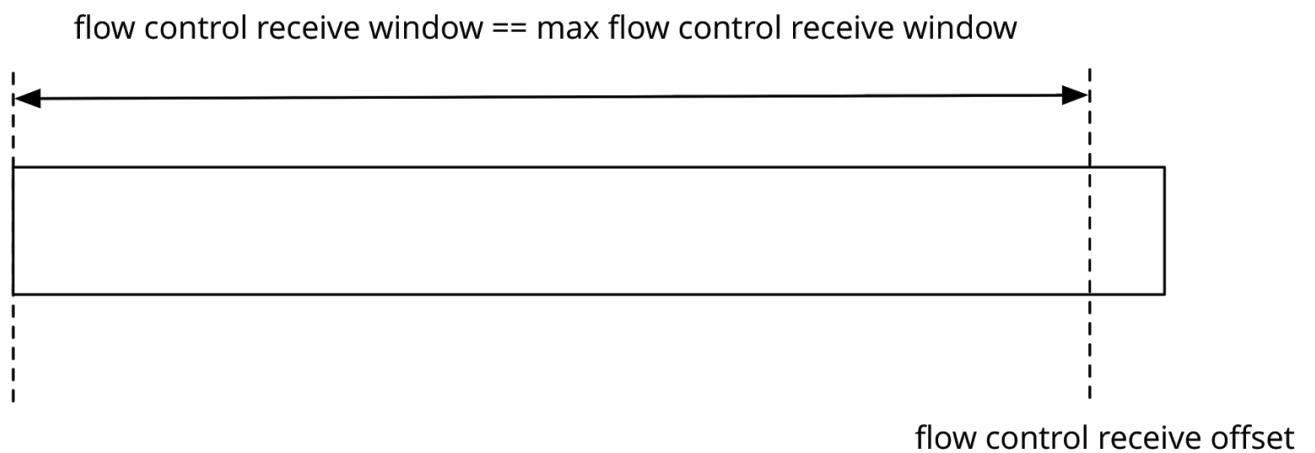 flow control receive window == max flow control receive window
flow control receive offset